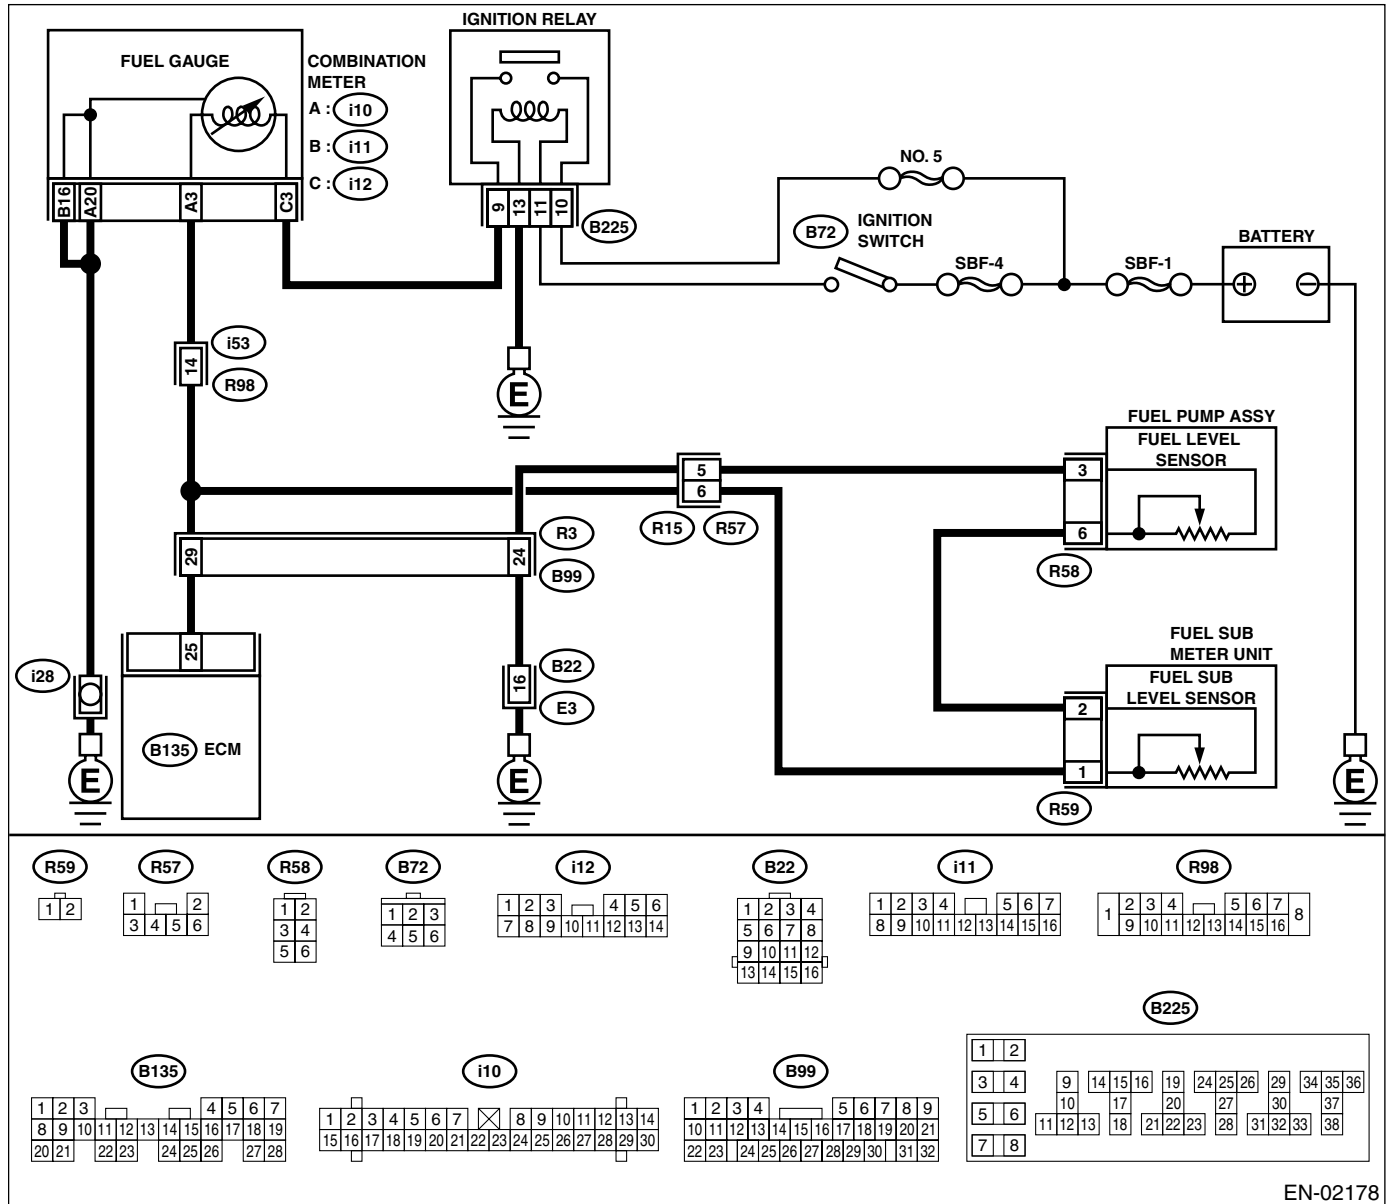 IGNITION RELAY
FUEL GAUGE
COMBINATION
METER
A : i10
B : i11
C : i12
B16 A20 A3 C3
9 13 11 10
B225
NO. 5
B72
IGNITION
SWITCH
SBF-4
SBF-1
BATTERY
i53
14
R98
E
FUEL PUMP ASSY
FUEL LEVEL
SENSOR
3
6
R58
5
6
R15 R57
R3
29 24
B99
25
B135 ECM
i28
E
B22
16
E3
E
FUEL SUB
METER UNIT
FUEL SUB
LEVEL SENSOR
2
1
R59
E
R59
1 2
R57
1 2
3 4 5 6
R58
1 2
3 4
5 6
B72
1 2 3
4 5 6
i12
1 2 3 4 5 6
7 8 9 10 11 12 13 14
B22
1 2 3 4
5 6 7 8
9 10 11 12
13 14 15 16
i11
1 2 3 4 5 6 7
8 9 10 11 12 13 14 15 16
R98
1 2 3 4 5 6 7 8
9 10 11 12 13 14 15 16
B135
1 2 3 4 5 6 7
8 9 10 11 12 13 14 15 16 17 18 19
20 21 22 23 24 25 26 27 28
i10
1 2 3 4 5 6 7 8 9 10 11 12 13 14
15 16 17 18 19 20 21 22 23 24 25 26 27 28 29 30
B99
1 2 3 4 5 6 7 8 9
10 11 12 13 14 15 16 17 18 19 20 21
22 23 24 25 26 27 28 29 30 31 32
B225
1 2
3 4 9 14 15 16 19 24 25 26 29 34 35 36
5 6 10 17 20 27 30 37
11 12 13 18 21 22 23 28 31 32 33 38
7 8
EN-02178